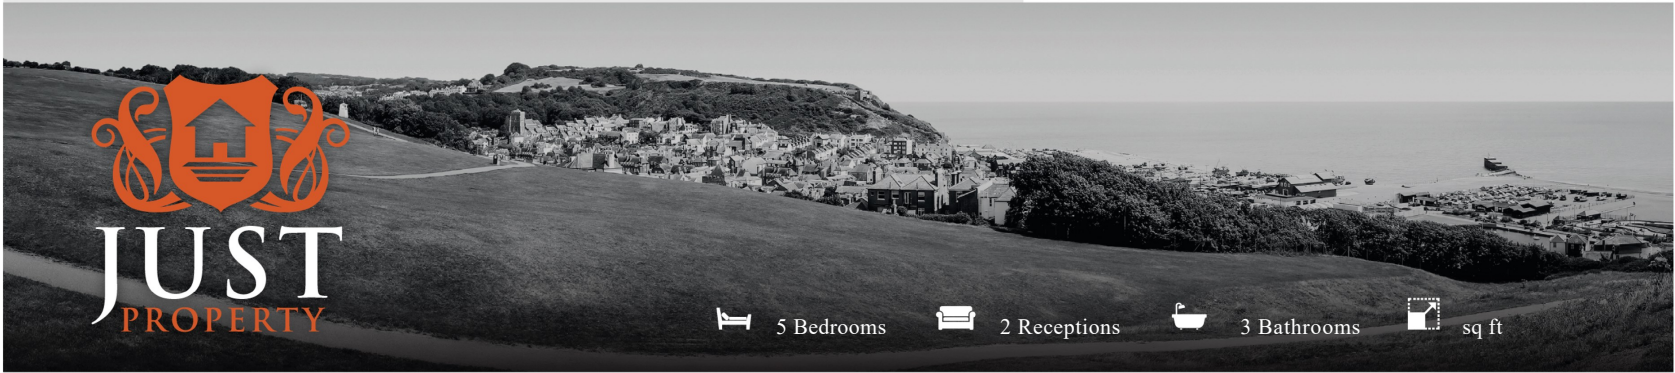 JUST
PROPERTY
5 Bedrooms
2 Receptions
3 Bathrooms
sq ft